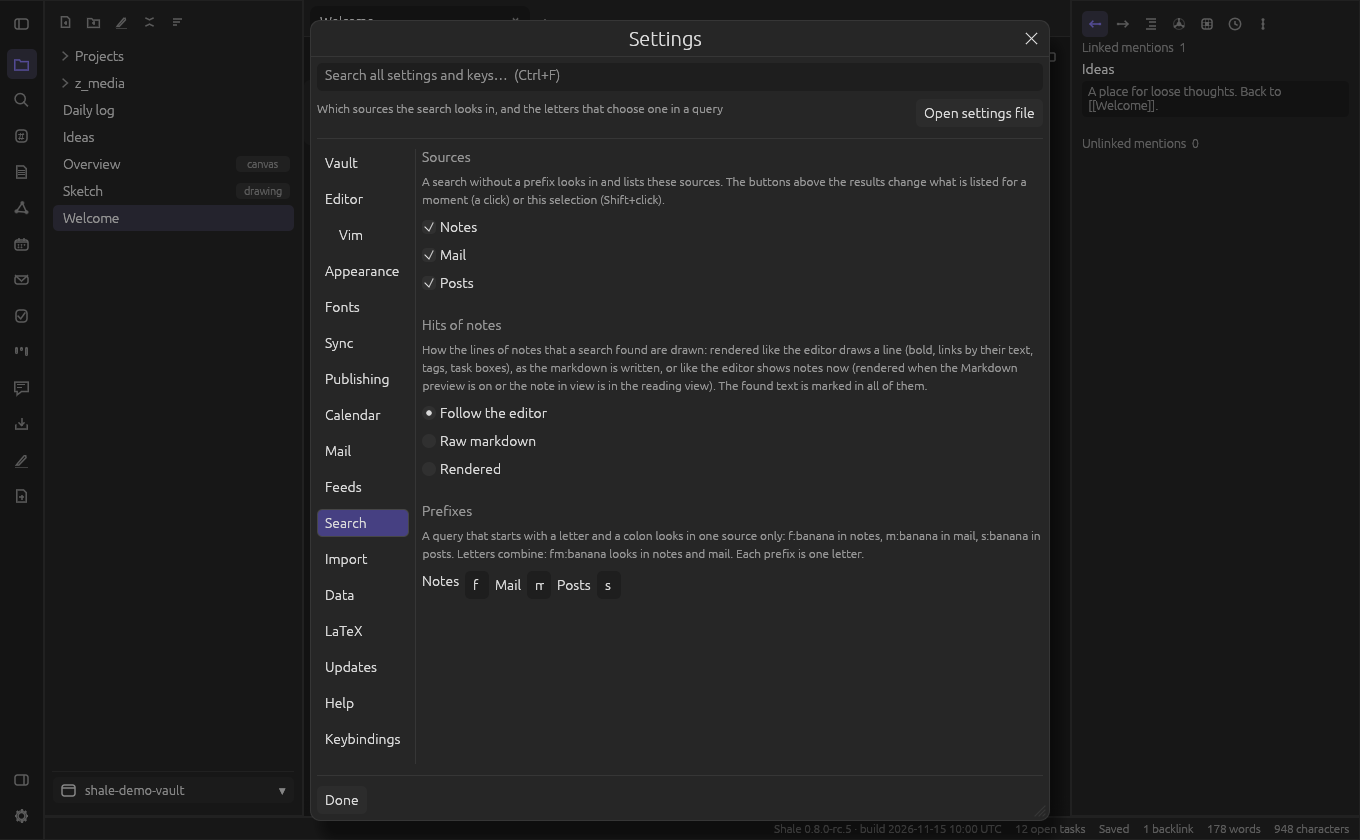 Settings
Search all settings and keys... (Ctrl+F)
Which sources the search looks in, and the letters that choose one in a query
Open settings file
Projects
z_media
Daily log
Ideas
Overview canvas
Sketch drawing
Welcome
shale-demo-vault
Vault
Editor
Vim
Appearance
Fonts
Sync
Publishing
Calendar
Mail
Feeds
Search
Import
Data
LaTeX
Updates
Help
Keybindings
Sources
A search without a prefix looks in and lists these sources. The buttons above the results change what is listed for a
moment (a click) or this selection (Shift+click).
Notes
Mail
Posts
Hits of notes
How the lines of notes that a search found are drawn: rendered like the editor draws a line (bold, links by their text,
tags, task boxes), as the markdown is written, or like the editor shows notes now (rendered when the Markdown
preview is on or the note in view is in the reading view). The found text is marked in all of them.
Follow the editor
Raw markdown
Rendered
Prefixes
A query that starts with a letter and a colon looks in one source only: f:banana in notes, m:banana in mail, s:banana in
posts. Letters combine: fm:banana looks in notes and mail. Each prefix is one letter.
Notes f Mail m Posts s
Done
Linked mentions 1
Ideas
A place for loose thoughts. Back to
[[Welcome]].
Unlinked mentions 0
Shale 0.8.0-rc.5 · build 2026-11-15 10:00 UTC 12 open tasks Saved 1 backlink 178 words 948 characters